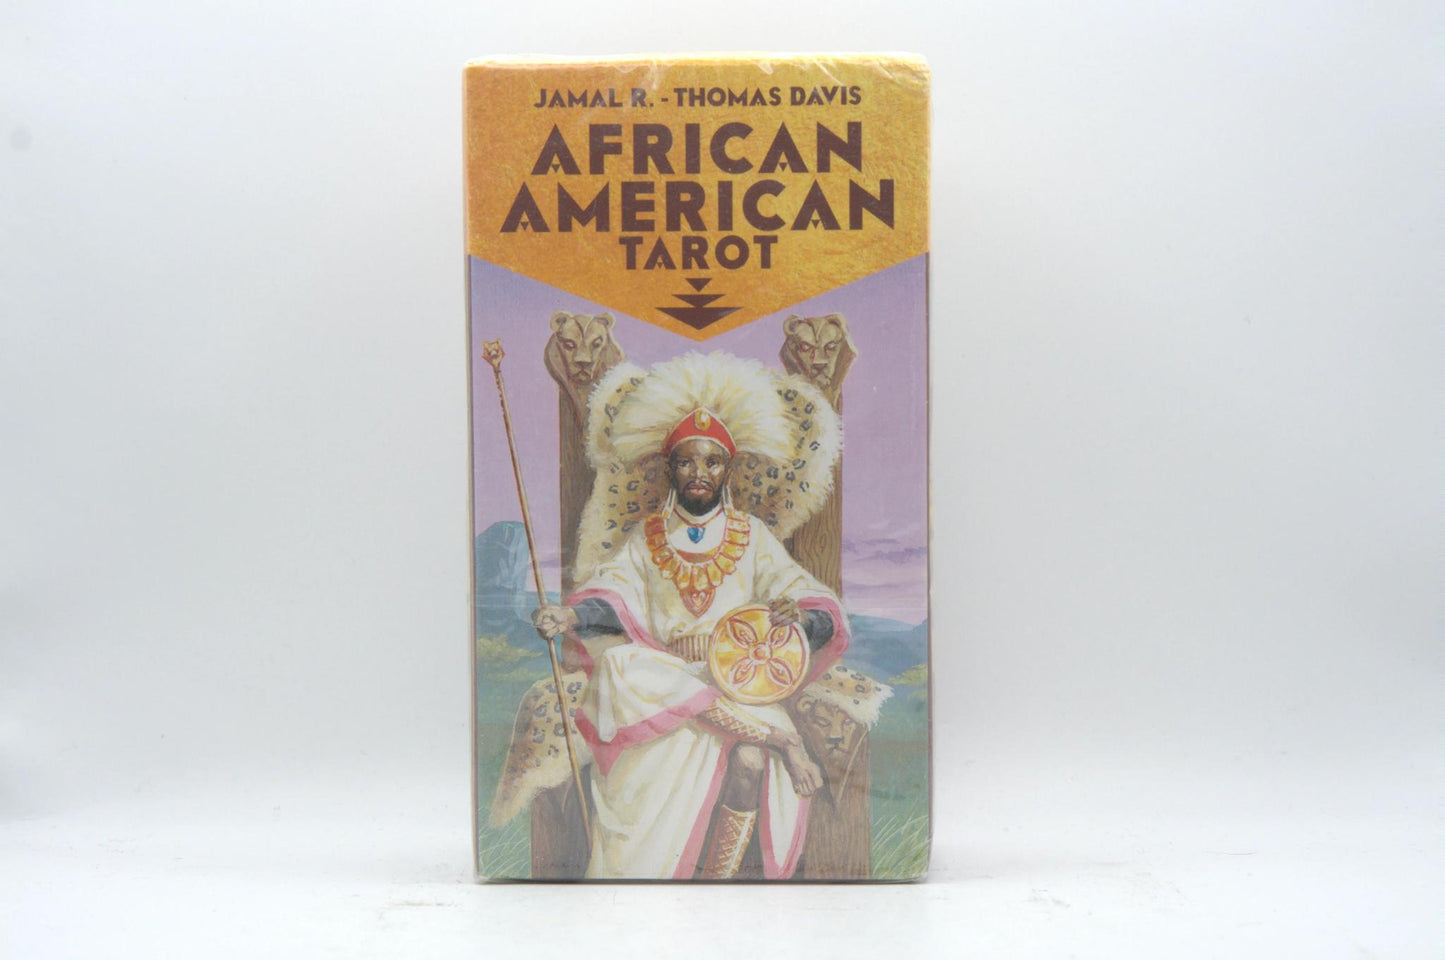 JAMAL R. - THOMAS DAVIS
AFRICAN
AMERICAN
TAROT